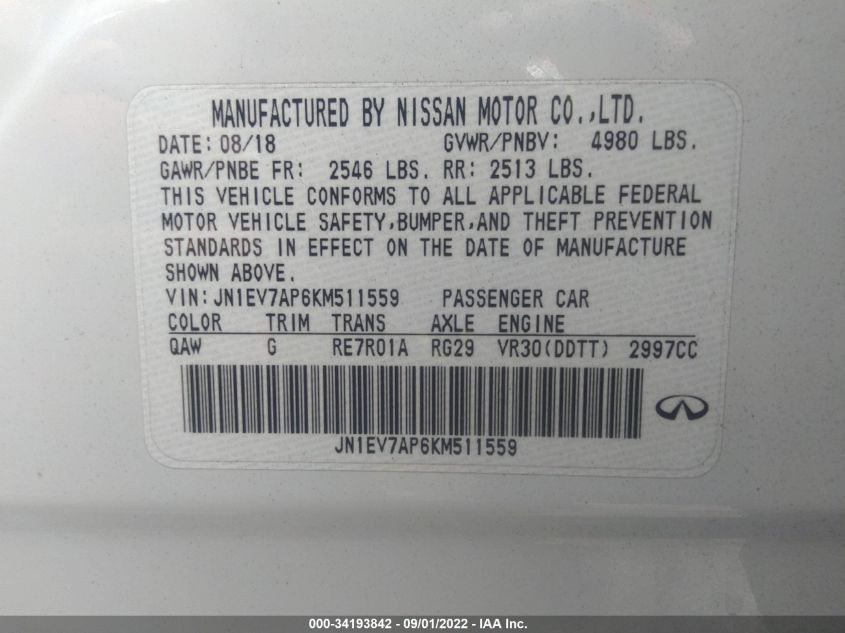 MANUFACTURED BY NISSAN MOTOR CO.,LTD.
DATE: 08/18 GVWR/PNBV: 4980 LBS.
GAWR/PNBE FR: 2546 LBS. RR: 2513 LBS.
THIS VEHICLE CONFORMS TO ALL APPLICABLE FEDERAL
MOTOR VEHICLE SAFETY,BUMPER,AND THEFT PREVENTION
STANDARDS IN EFFECT ON THE DATE OF MANUFACTURE
SHOWN ABOVE.
VIN:JN1EV7AP6KM511559 PASSENGER CAR
COLOR TRIM TRANS AXLE ENGINE
QAW G RE7R01A RG29 VR30(DDTT) 2997CC
JN1EV7AP6KM511559
000-34193842 - 09/01/2022 - IAA Inc.